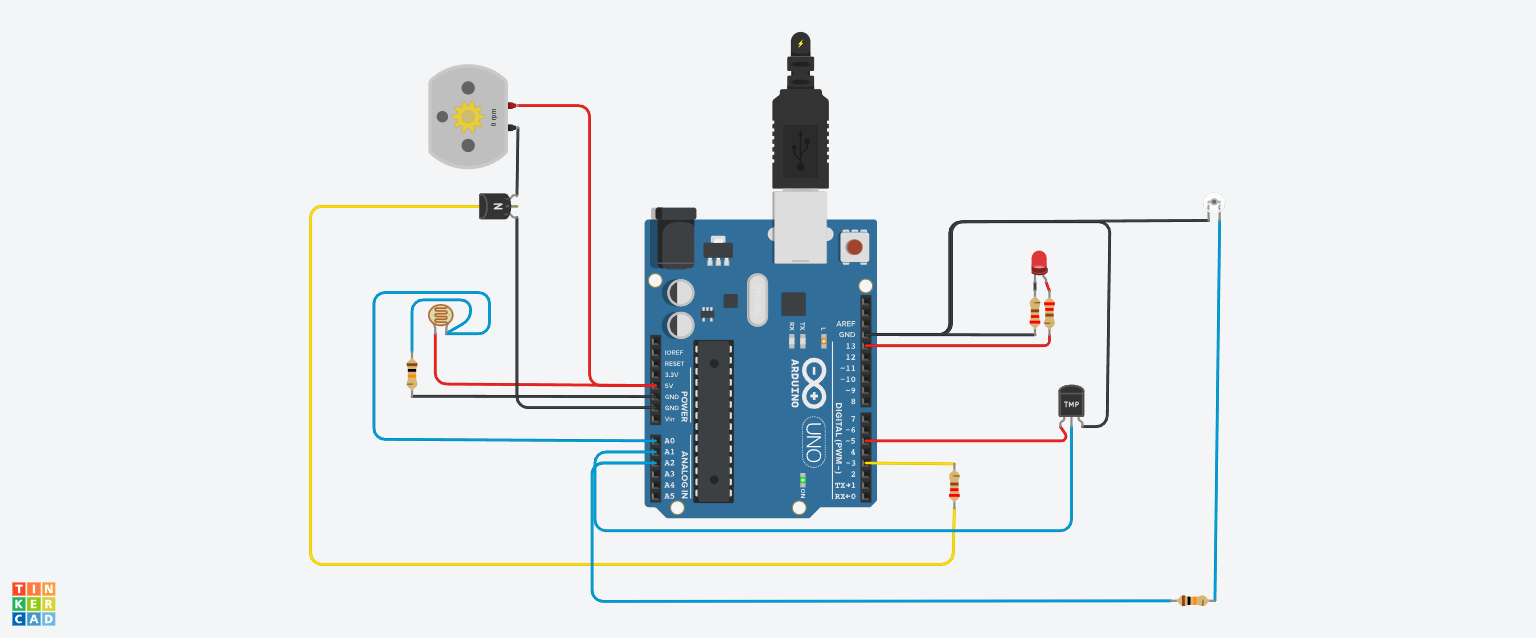 0 rpm
N
AREF
GND
13
12
~11
~10
~9
8
7
~6
~5
4
~3
2
TX→1
RX←0
IOREF
RESET
3.3V
5V
GND
GND
Vin
POWER
A0
A1
A2
A3
A4
A5
ANALOG IN
RX
TX
L
ARDUINO
DIGITAL (PWM~)
UNO
ON
TMP
TIN
KER
CAD